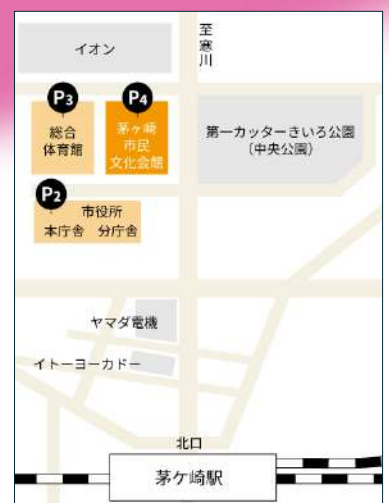 至寒川
イオン
P3
P4
総合
体育館
茅ヶ崎
市民
文化会館
第一カッターきいろ公園
（中央公園）
P2
市役所
本庁舎 分庁舎
ヤマダ電機
イトーヨーカドー
北口
茅ケ崎駅